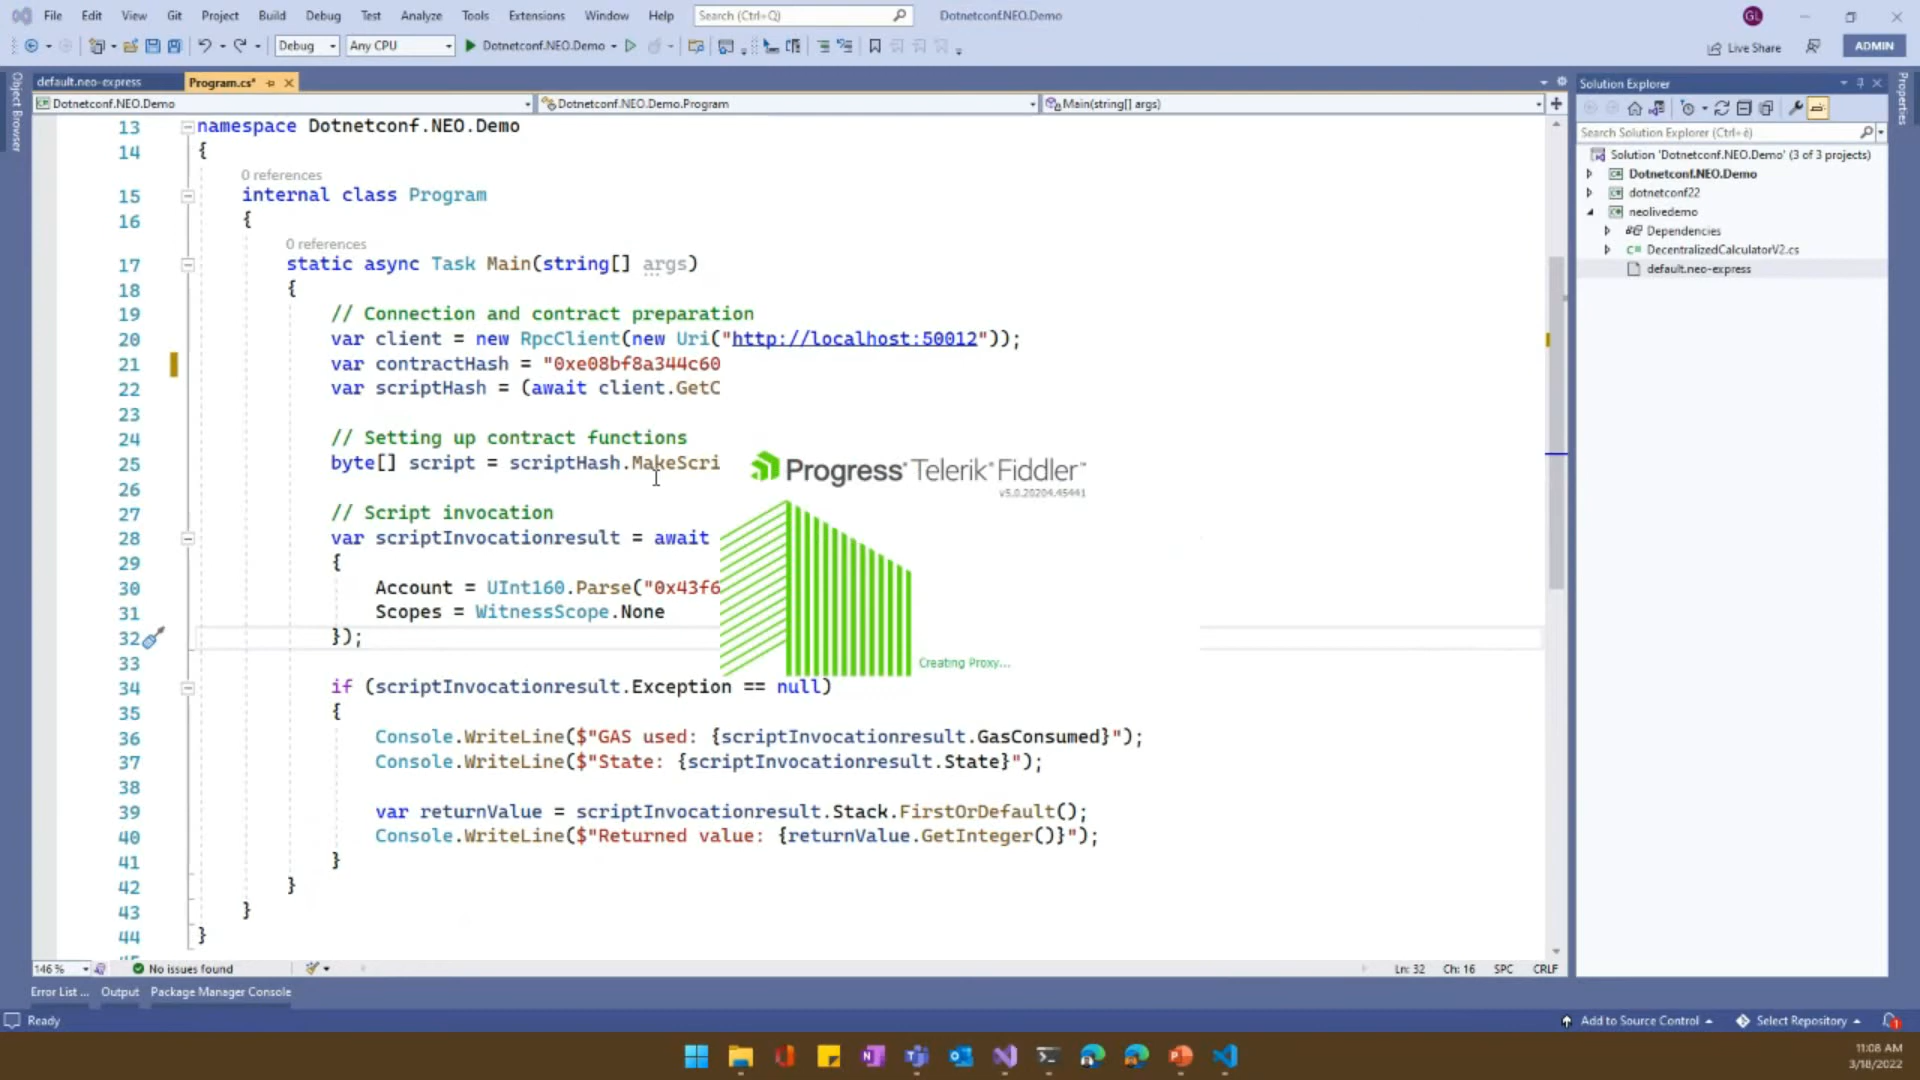 File Edit View Git Project Build Debug Test Analyze Tools Extensions Window Help Search (Ctrl+Q) Dotnetconf.NEO.Demo GL
Debug Any CPU Dotnetconf.NEO.Demo Live Share ADMIN
Object Browser
default.neo-express Program.cs*
Dotnetconf.NEO.Demo Dotnetconf.NEO.Demo.Program Main(string[] args)
13 namespace Dotnetconf.NEO.Demo
14 {
0 references
15 internal class Program
16 {
0 references
17 static async Task Main(string[] args)
18 {
19 // Connection and contract preparation
20 var client = new RpcClient(new Uri("http://localhost:50012"));
21 var contractHash = "0xe08bf8a344c60
22 var scriptHash = (await client.GetC
23
24 // Setting up contract functions
25 byte[] script = scriptHash.MakeScri
26
27 // Script invocation
28 var scriptInvocationresult = await
29 {
30 Account = UInt160.Parse("0x43f6
31 Scopes = WitnessScope.None
32 });
33
34 if (scriptInvocationresult.Exception == null)
35 {
36 Console.WriteLine($"GAS used: {scriptInvocationresult.GasConsumed}");
37 Console.WriteLine($"State: {scriptInvocationresult.State}");
38
39 var returnValue = scriptInvocationresult.Stack.FirstOrDefault();
40 Console.WriteLine($"Returned value: {returnValue.GetInteger()}");
41 }
42 }
43 }
44 }
Progress Telerik Fiddler™
v5.0.20204.45441
Creating Proxy...
Solution Explorer
Search Solution Explorer (Ctrl+è)
Solution 'Dotnetconf.NEO.Demo' (3 of 3 projects)
Dotnetconf.NEO.Demo
dotnetconf22
neolivedemo
Dependencies
C# DecentralizedCalculatorV2.cs
default.neo-express
Properties
146 % No issues found Ln: 32 Ch: 16 SPC CRLF
Error List ... Output Package Manager Console
Ready Add to Source Control Select Repository 1
11:08 AM
3/18/2022